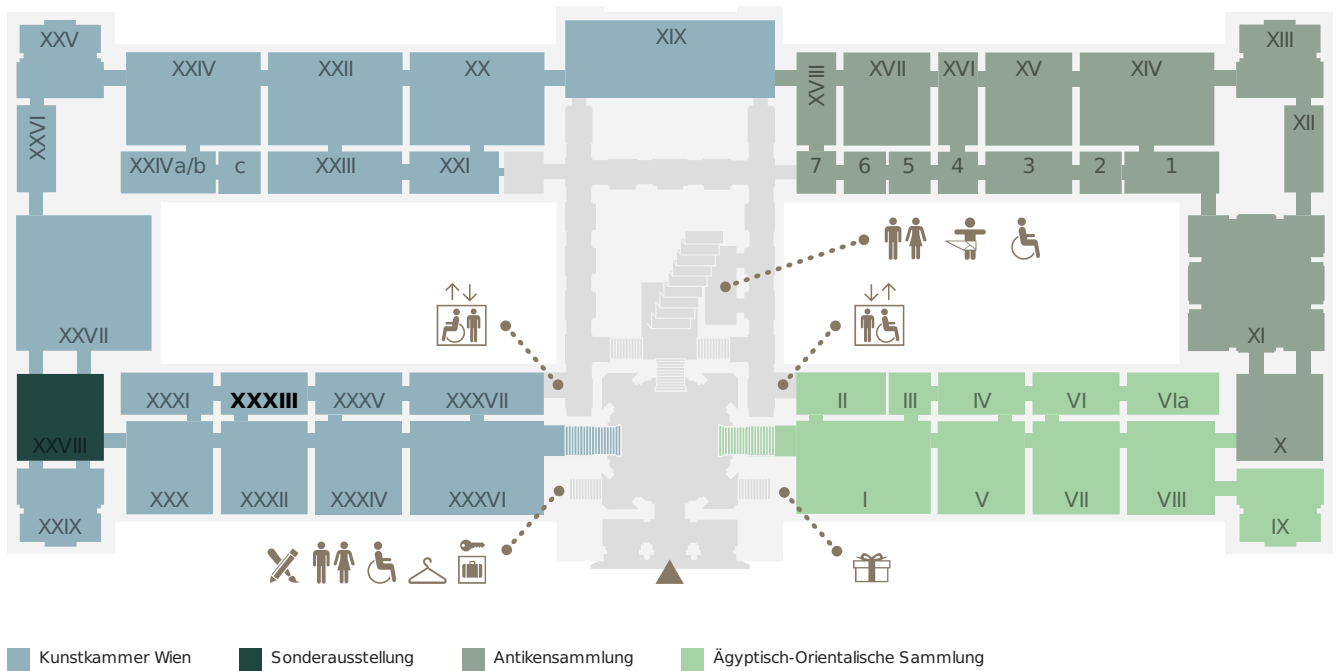 XXV
XIX
XIII
XXIV
XXII
XX
XVIII
XVII
XVI
XV
XIV
XXVI
XII
XXIVa/b
c
XXIII
XXI
7
6
5
4
3
2
1
XXVII
XI
XXXI
XXXIII
XXXV
XXXVII
II
III
IV
VI
VIa
XXVIII
X
XXX
XXXII
XXXIV
XXXVI
I
V
VII
VIII
XXIX
IX
Kunstkammer Wien
Sonderausstellung
Antikensammlung
Ägyptisch-Orientalische Sammlung